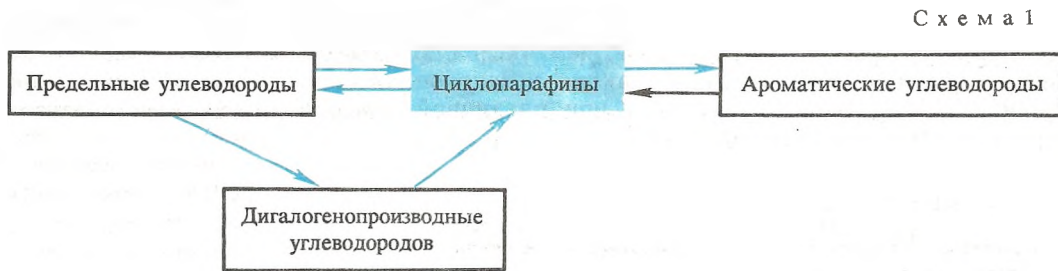 Схема 1
Предельные углеводороды
Циклопарафины
Ароматические углеводороды
Дигалогенопроизводные
углеводородов